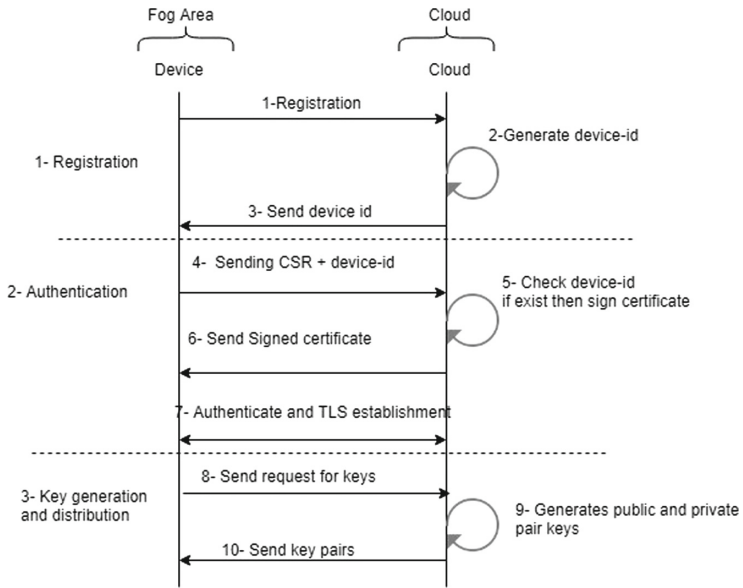 Fog Area
Cloud
Device
Cloud
1-Registration
2-Generate device-id
1- Registration
3- Send device id
4- Sending CSR + device-id
2- Authentication
5- Check device-id
if exist then sign certificate
6- Send Signed certificate
7- Authenticate and TLS establishment
8- Send request for keys
3- Key generation
and distribution
9- Generates public and private
pair keys
10- Send key pairs